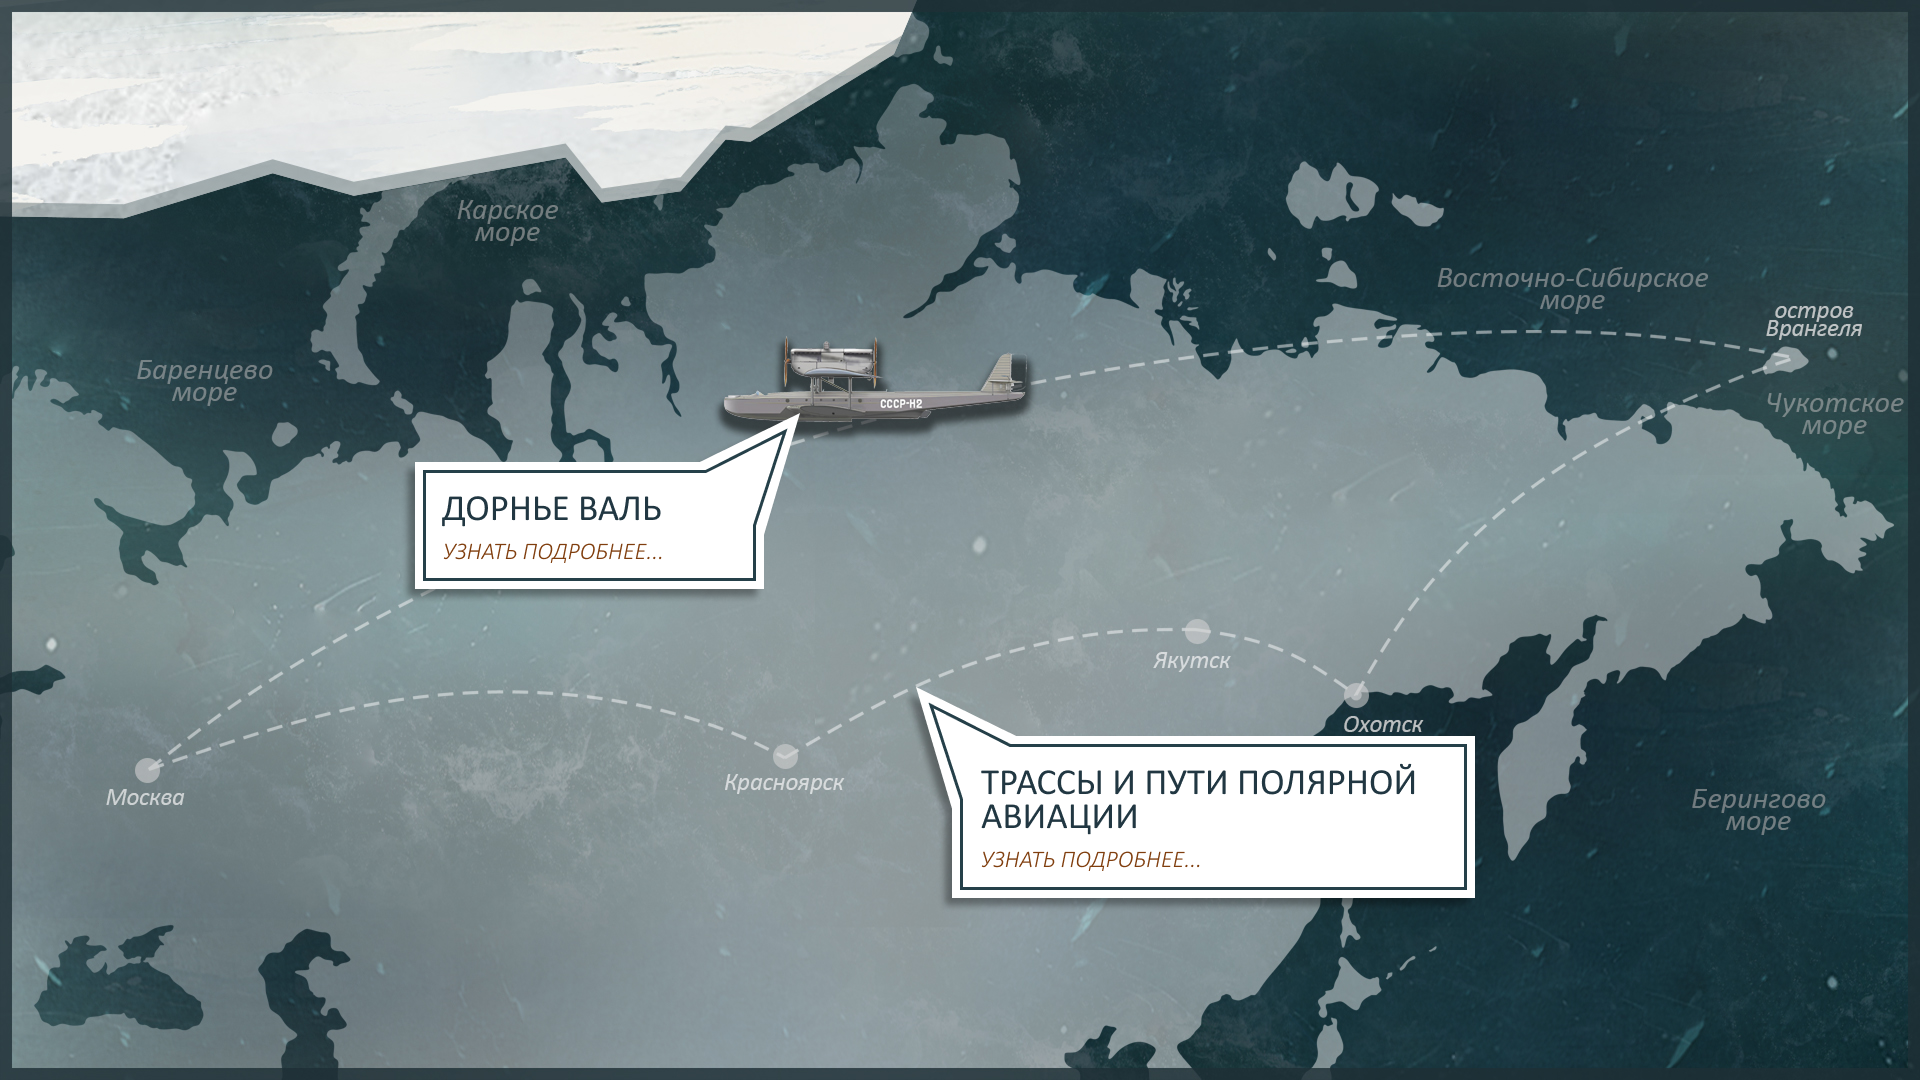 Карское
море
Восточно-Сибирское
море
остров
Врангеля
Баренцево
море
Чукотское
море
СССР-Н2
ДОРНЬЕ ВАЛЬ
УЗНАТЬ ПОДРОБНЕЕ...
Якутск
Охотск
Красноярск
Москва
ТРАССЫ И ПУТИ ПОЛЯРНОЙ
АВИАЦИИ
УЗНАТЬ ПОДРОБНЕЕ...
Берингово
море